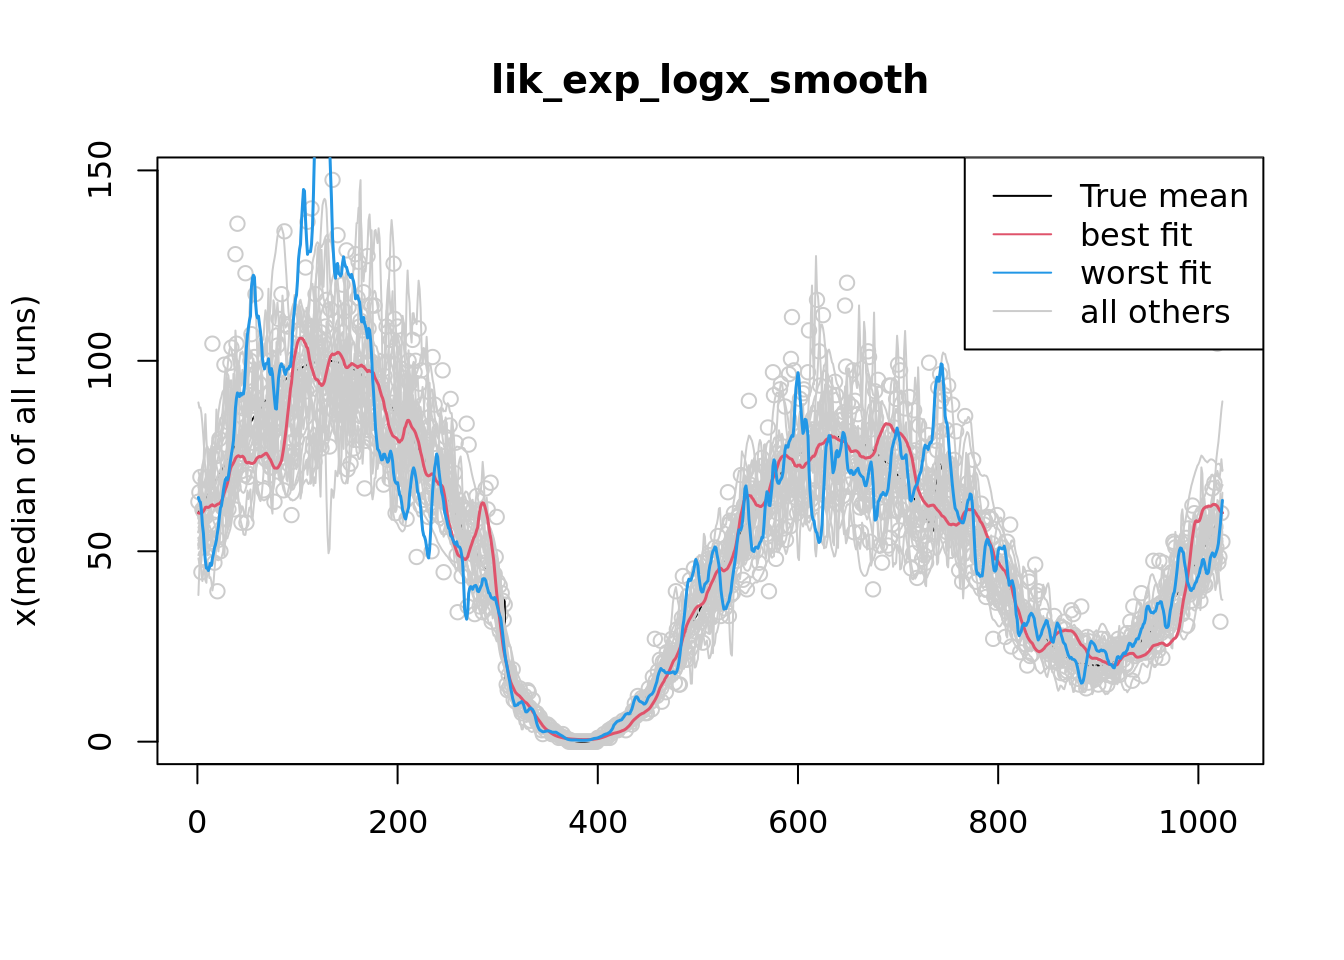 lik_exp_logx_smooth
x(median of all runs)
150
100
50
0
True mean
best fit
worst fit
all others
0 200 400 600 800 1000